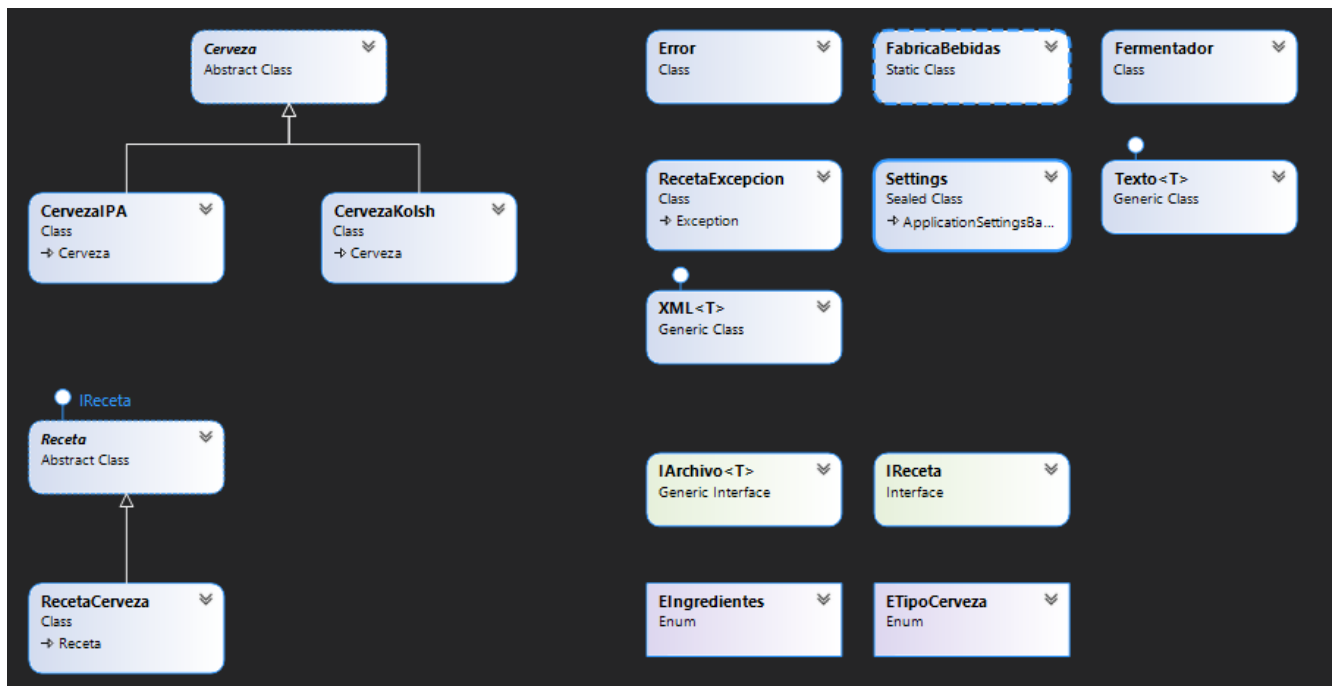 Cerveza
Abstract Class
CervezaIPA
Class
Cerveza
CervezaKolsh
Class
Cerveza
IReceta
Receta
Abstract Class
RecetaCerveza
Class
Receta
Error
Class
FabricaBebidas
Static Class
Fermentador
Class
RecetaExcepcion
Class
Exception
Settings
Sealed Class
ApplicationSettingsBa...
Texto<T>
Generic Class
XML<T>
Generic Class
IArchivo<T>
Generic Interface
IReceta
Interface
EIngredientes
Enum
ETipoCerveza
Enum